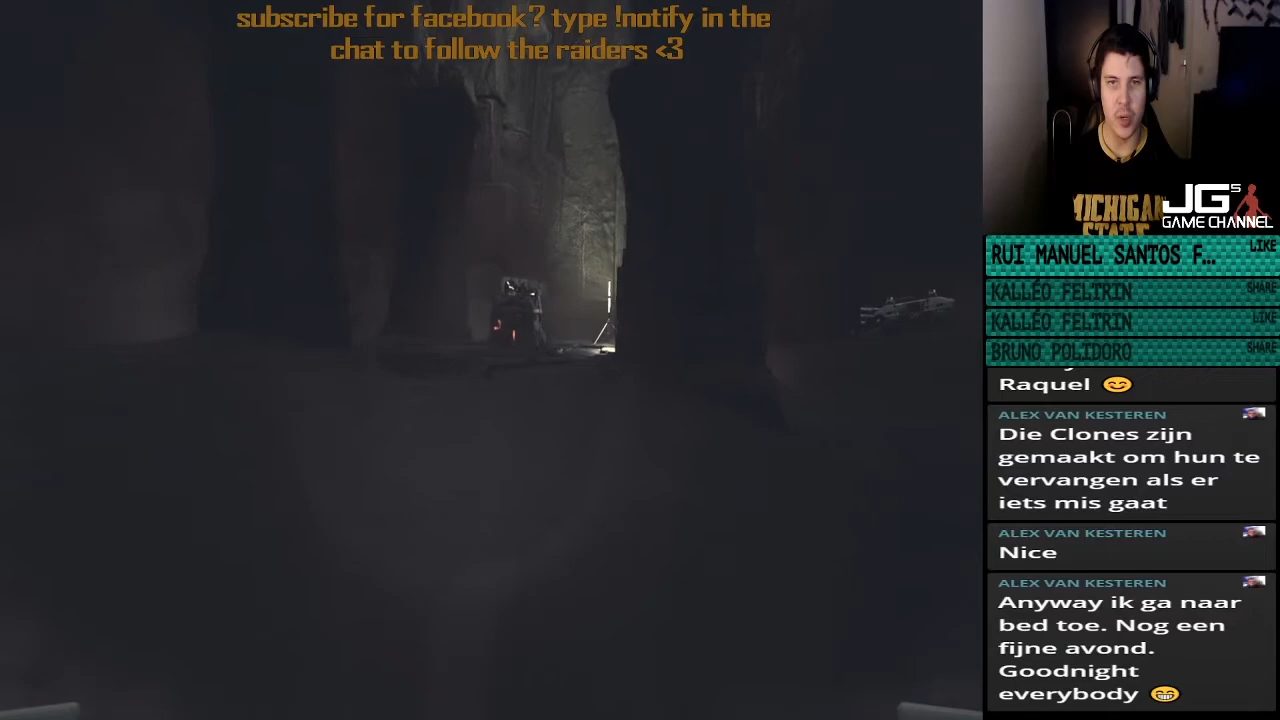 subscribe for facebook? type !notify in the
chat to follow the raiders <3
MICHIGAN
STATE
JG5
GAME CHANNEL
RUI MANUEL SANTOS F... LIKE
KALLÉO FELTRIN SHARE
KALLÉO FELTRIN LIKE
BRUNO POLIDORO SHARE
Raquel 😊
ALEX VAN KESTEREN
Die Clones zijn
gemaakt om hun te
vervangen als er
iets mis gaat
ALEX VAN KESTEREN
Nice
ALEX VAN KESTEREN
Anyway ik ga naar
bed toe. Nog een
fijne avond.
Goodnight
everybody 😁